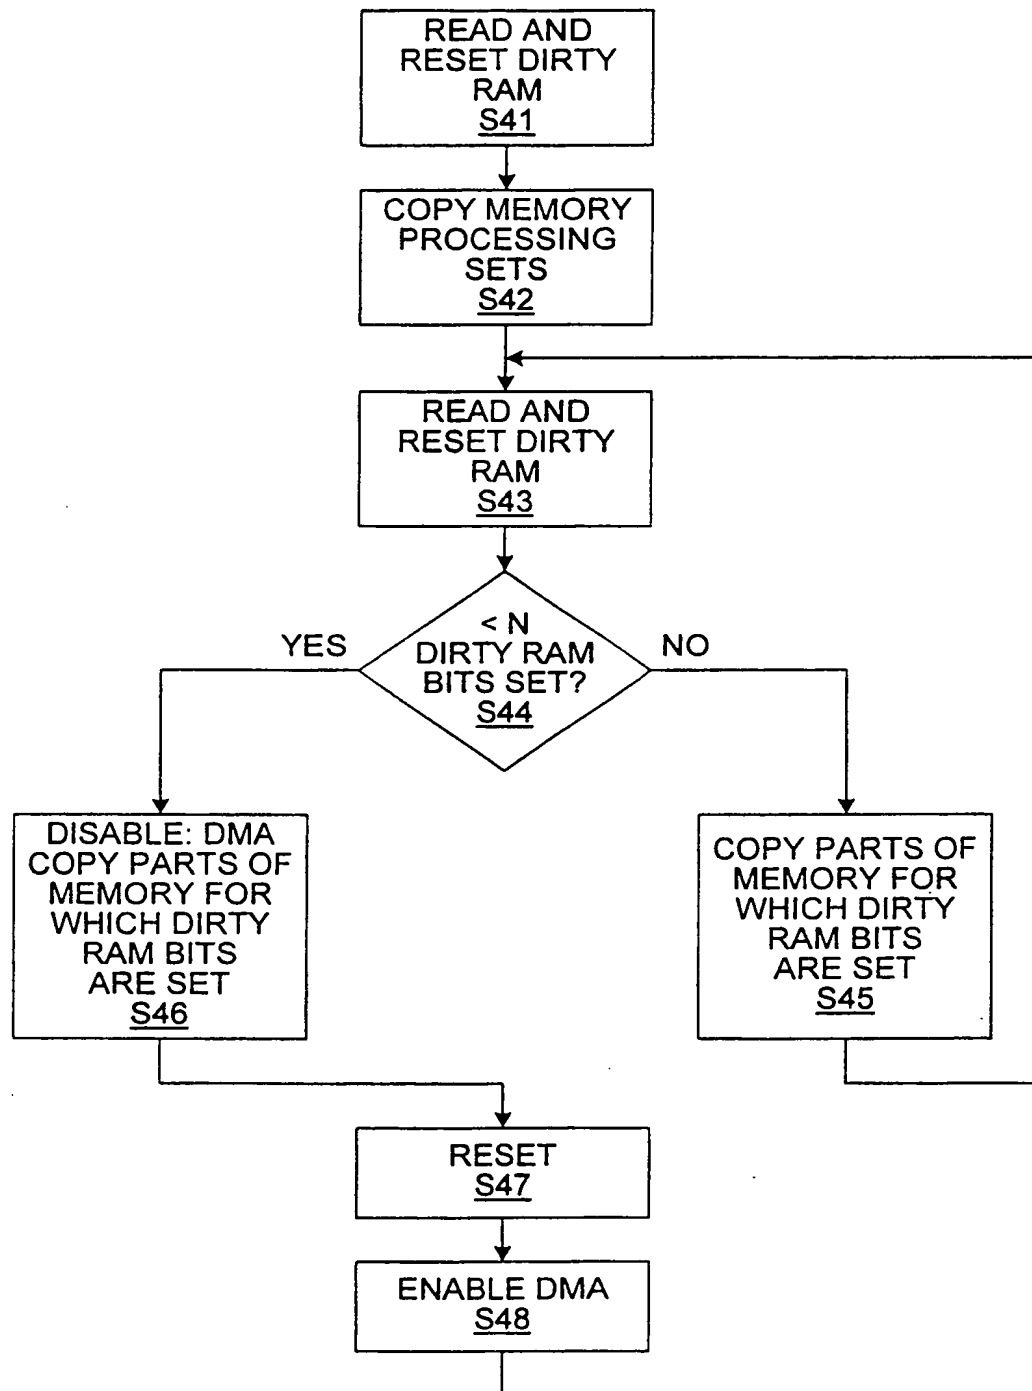 READ AND
RESET DIRTY
RAM
S41
COPY MEMORY
PROCESSING
SETS
S42
READ AND
RESET DIRTY
RAM
S43
< N
DIRTY RAM
BITS SET?
S44
YES
NO
DISABLE: DMA
COPY PARTS OF
MEMORY FOR
WHICH DIRTY
RAM BITS
ARE SET
S46
COPY PARTS OF
MEMORY FOR
WHICH DIRTY
RAM BITS
ARE SET
S45
RESET
S47
ENABLE DMA
S48